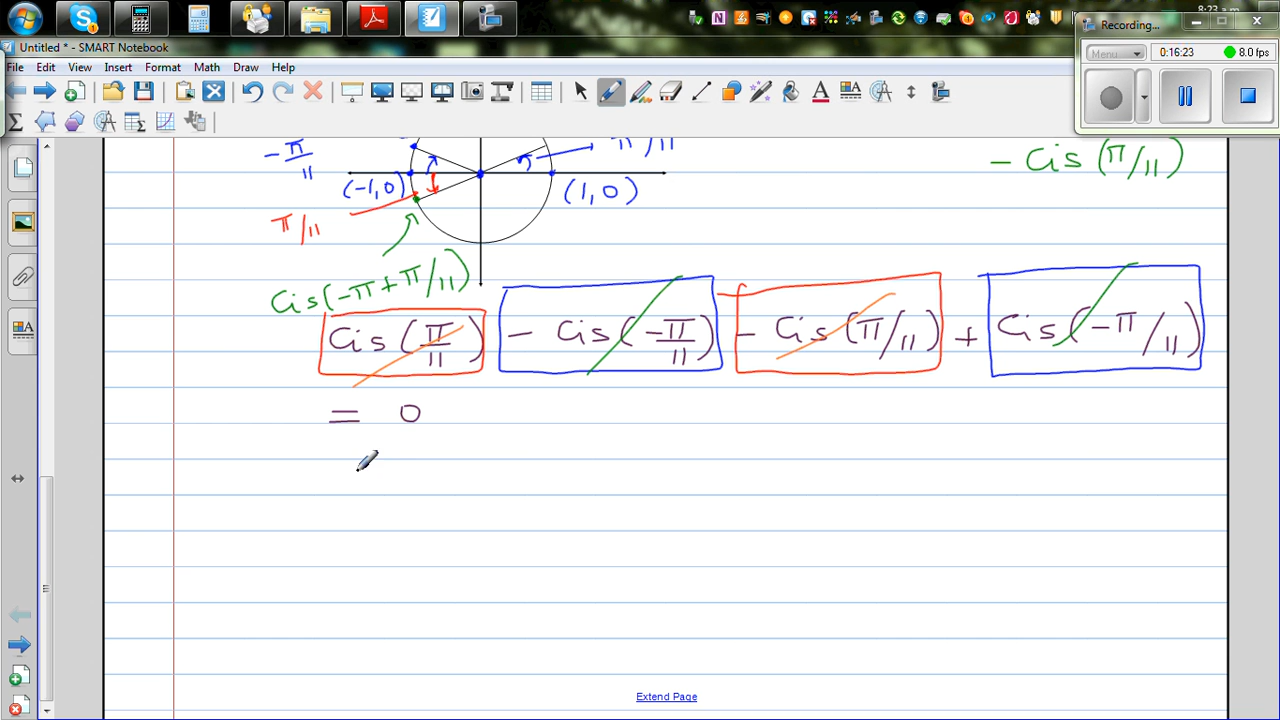 8:23 a.m.
Recording...
Menu
0:16:23
8.0 fps
Untitled * - SMART Notebook
File Edit View Insert Format Math Draw Help
-π/11
π/11
- Cis (π/11)
(-1,0)
(1,0)
π/11
Cis(-π+π/11)
Cis(π/11) - Cis(-π/11) - Cis(π/11) + Cis(-π/11)
= 0
Extend Page